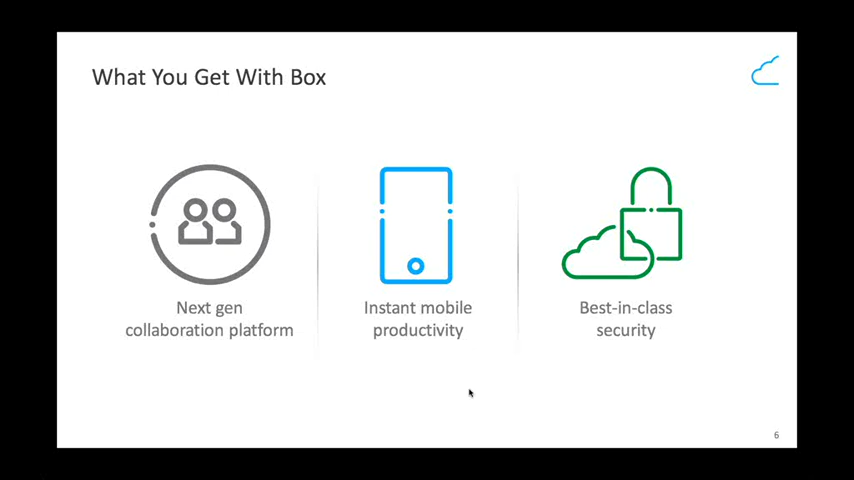 What You Get With Box
Next gen
collaboration platform
Instant mobile
productivity
Best-in-class
security
6